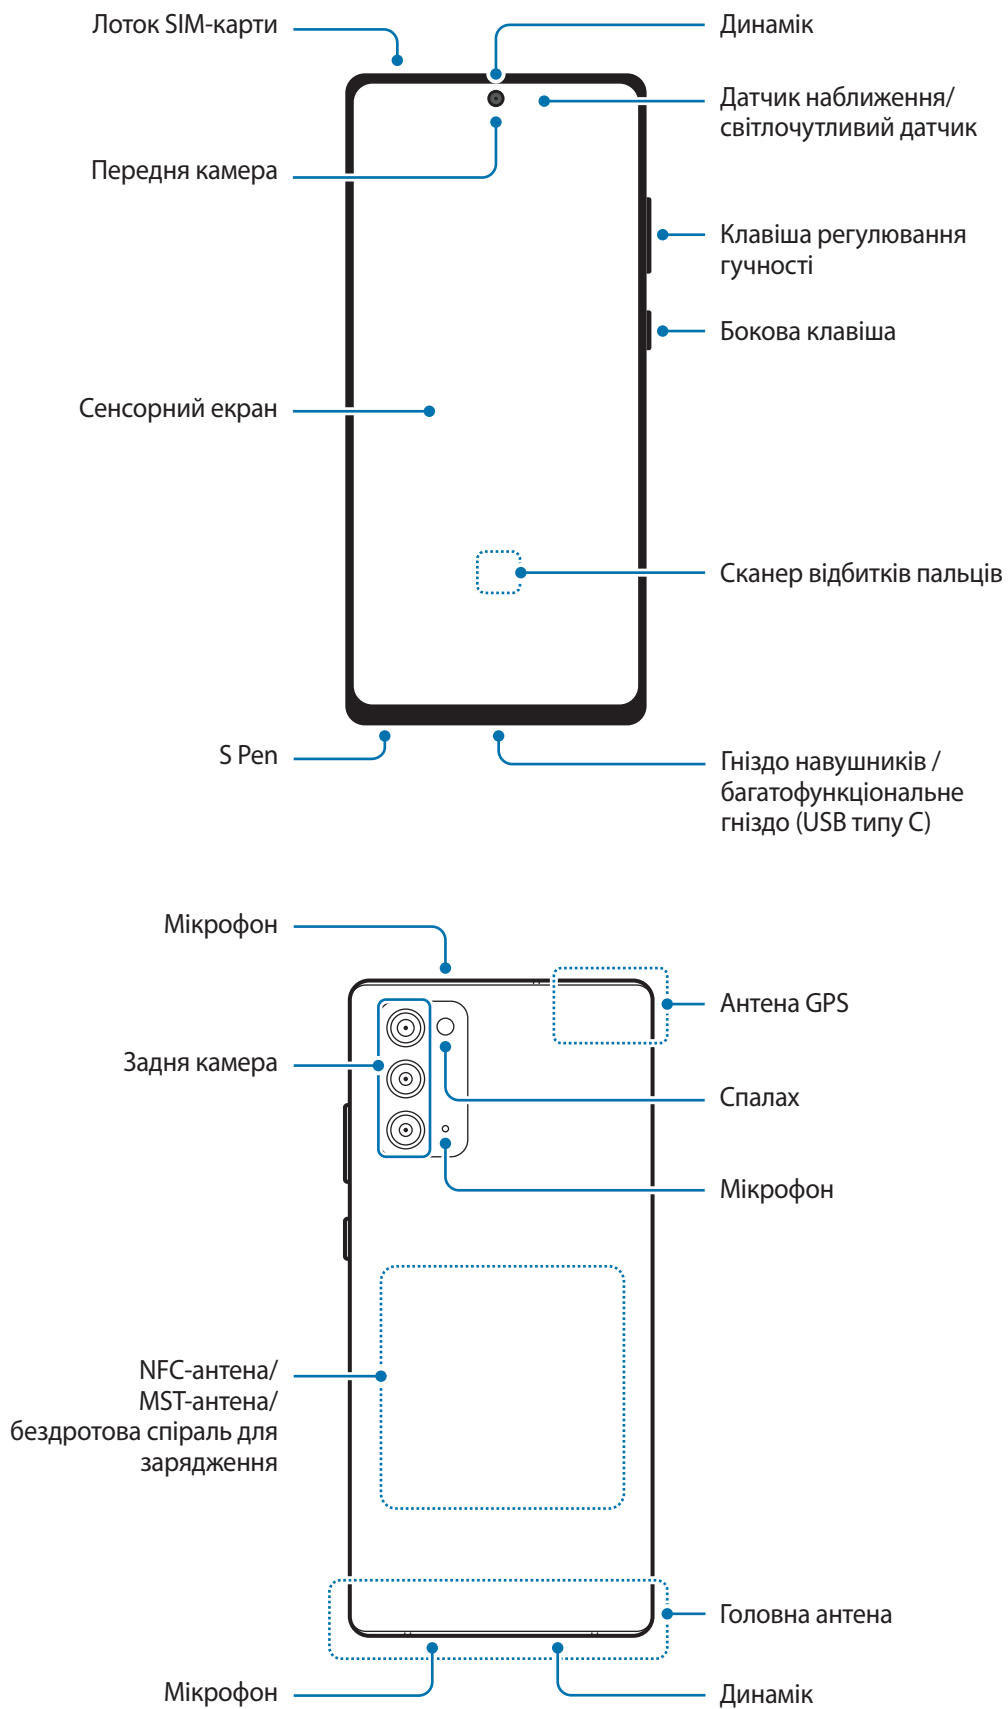 Лоток SIM-карти
Динамік
Датчик наближення/
світлочутливий датчик
Передня камера
Клавіша регулювання
гучності
Бокова клавіша
Сенсорний екран
Сканер відбитків пальців
S Pen
Гніздо навушників /
багатофункціональне
гніздо (USB типу C)
Мікрофон
Антена GPS
Задня камера
Спалах
Мікрофон
NFC-антена/
MST-антена/
бездротова спіраль для
зарядження
Головна антена
Мікрофон
Динамік